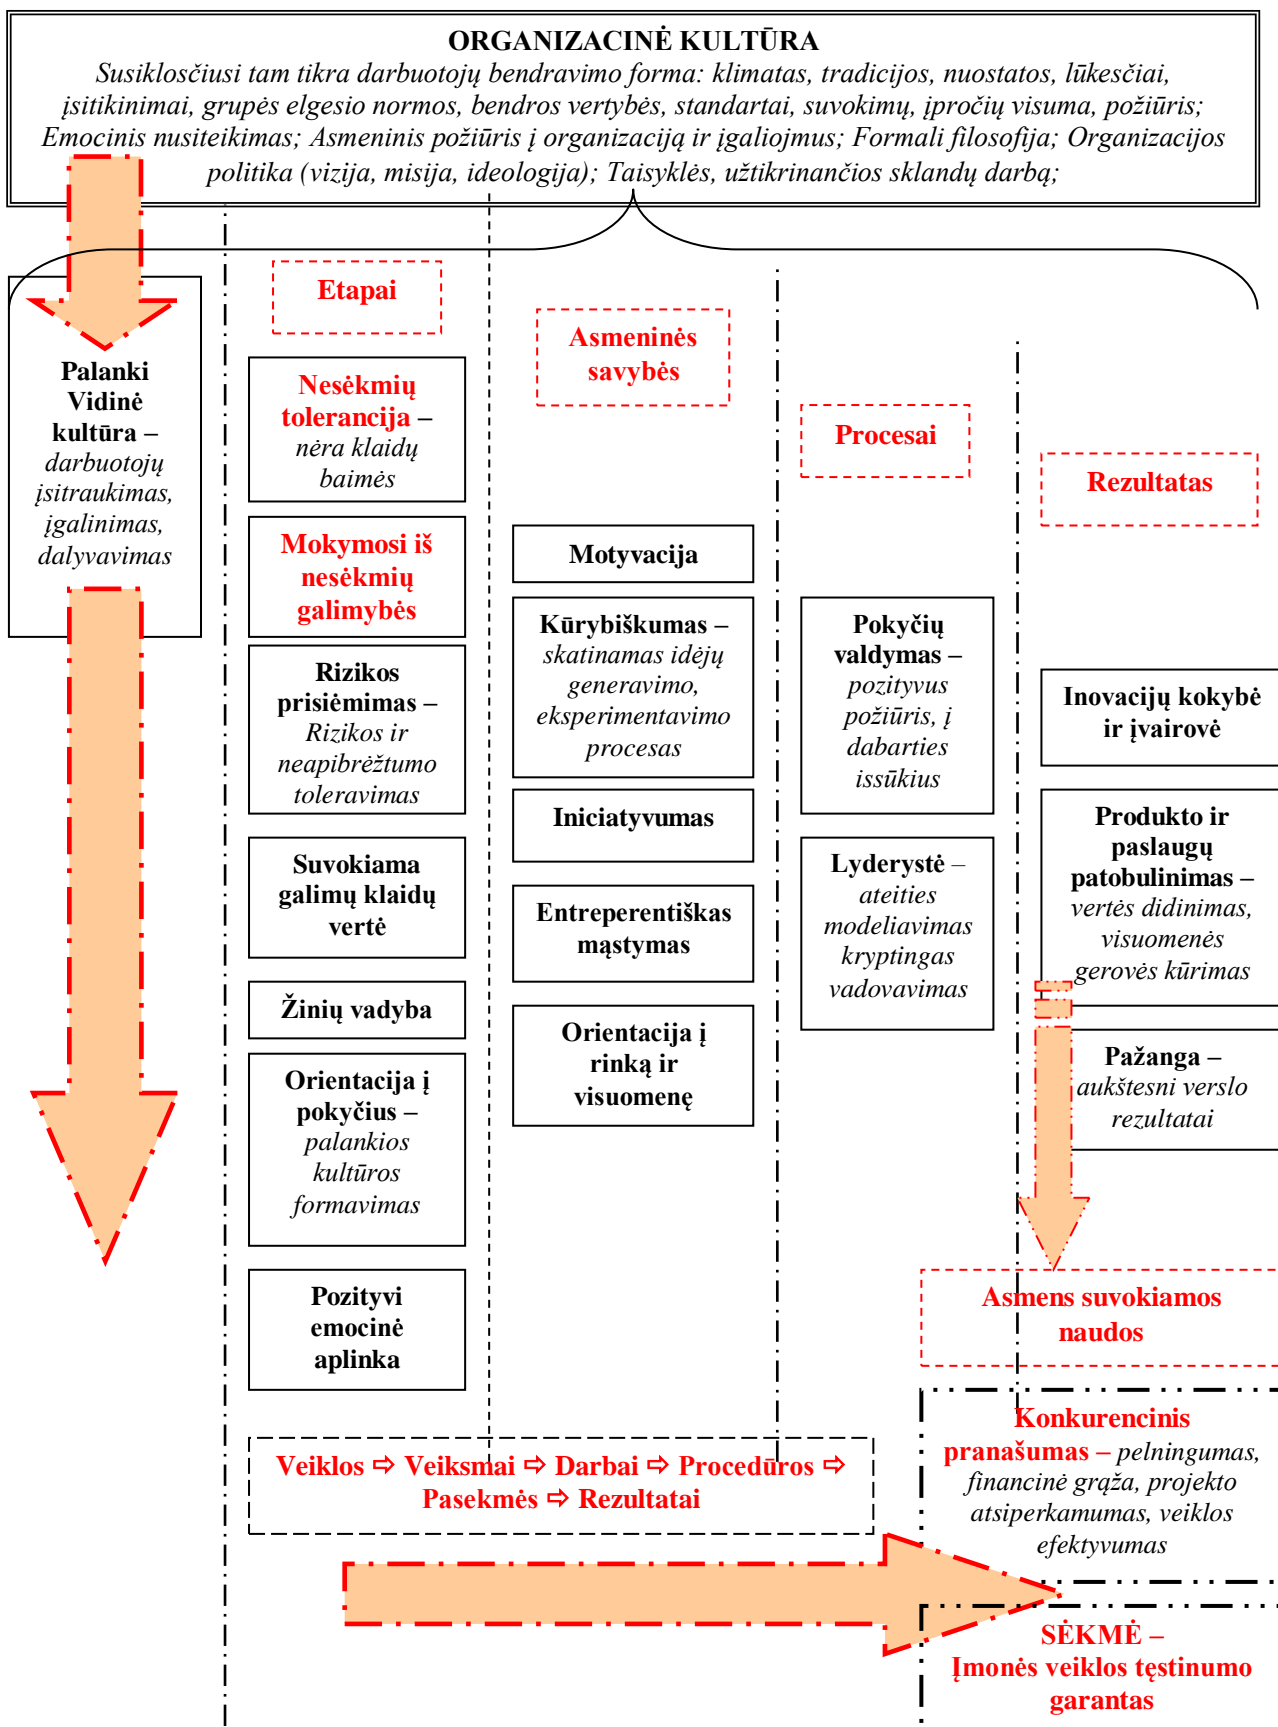 ORGANIZACINĖ KULTŪRA
Susiklosčiusi tam tikra darbuotojų bendravimo forma: klimatas, tradicijos, nuostatos, lūkesčiai,
įsitikinimai, grupės elgesio normos, bendros vertybės, standartai, suvokimų, įpročių visuma, požiūris;
Emocinis nusiteikimas; Asmeninis požiūris į organizaciją ir įgaliojmus; Formali filosofija; Organizacijos
politika (vizija, misija, ideologija); Taisyklės, užtikrinančios sklandų darbą;
Palanki
Vidinė
kultūra –
darbuotojų
įsitraukimas,
įgalinimas,
dalyvavimas
Etapai
Nesėkmių
tolerancija –
nėra klaidų
baimės
Mokymosi iš
nesėkmių
galimybės
Rizikos
prisiėmimas –
Rizikos ir
neapibrėžtumo
toleravimas
Suvokiama
galimų klaidų
vertė
Žinių vadyba
Orientacija į
pokyčius –
palankios
kultūros
formavimas
Pozityvi
emocinė
aplinka
Asmeninės
savybės
Motyvacija
Kūrybiškumas –
skatinamas idėjų
generavimo,
eksperimentavimo
procesas
Iniciatyvumas
Entreperentiškas
mąstymas
Orientacija į
rinką ir
visuomenę
Procesai
Pokyčių
valdymas –
pozityvus
požiūris, į
dabarties
issūkius
Lyderystė –
ateities
modeliavimas
kryptingas
vadovavimas
Rezultatas
Inovacijų kokybė
ir įvairovė
Produkto ir
paslaugų
patobulinimas –
vertės didinimas,
visuomenės
gerovės kūrimas
Pažanga –
aukštesni verslo
rezultatai
Asmens suvokiamos
naudos
Veiklos ⇨ Veiksmai ⇨ Darbai ⇨ Procedūros ⇨
Pasekmės ⇨ Rezultatai
Konkurencinis
pranašumas – pelningumas,
financinė grąža, projekto
atsiperkamumas, veiklos
efektyvumas
SĖKMĖ –
Įmonės veiklos tęstinumo
garantas